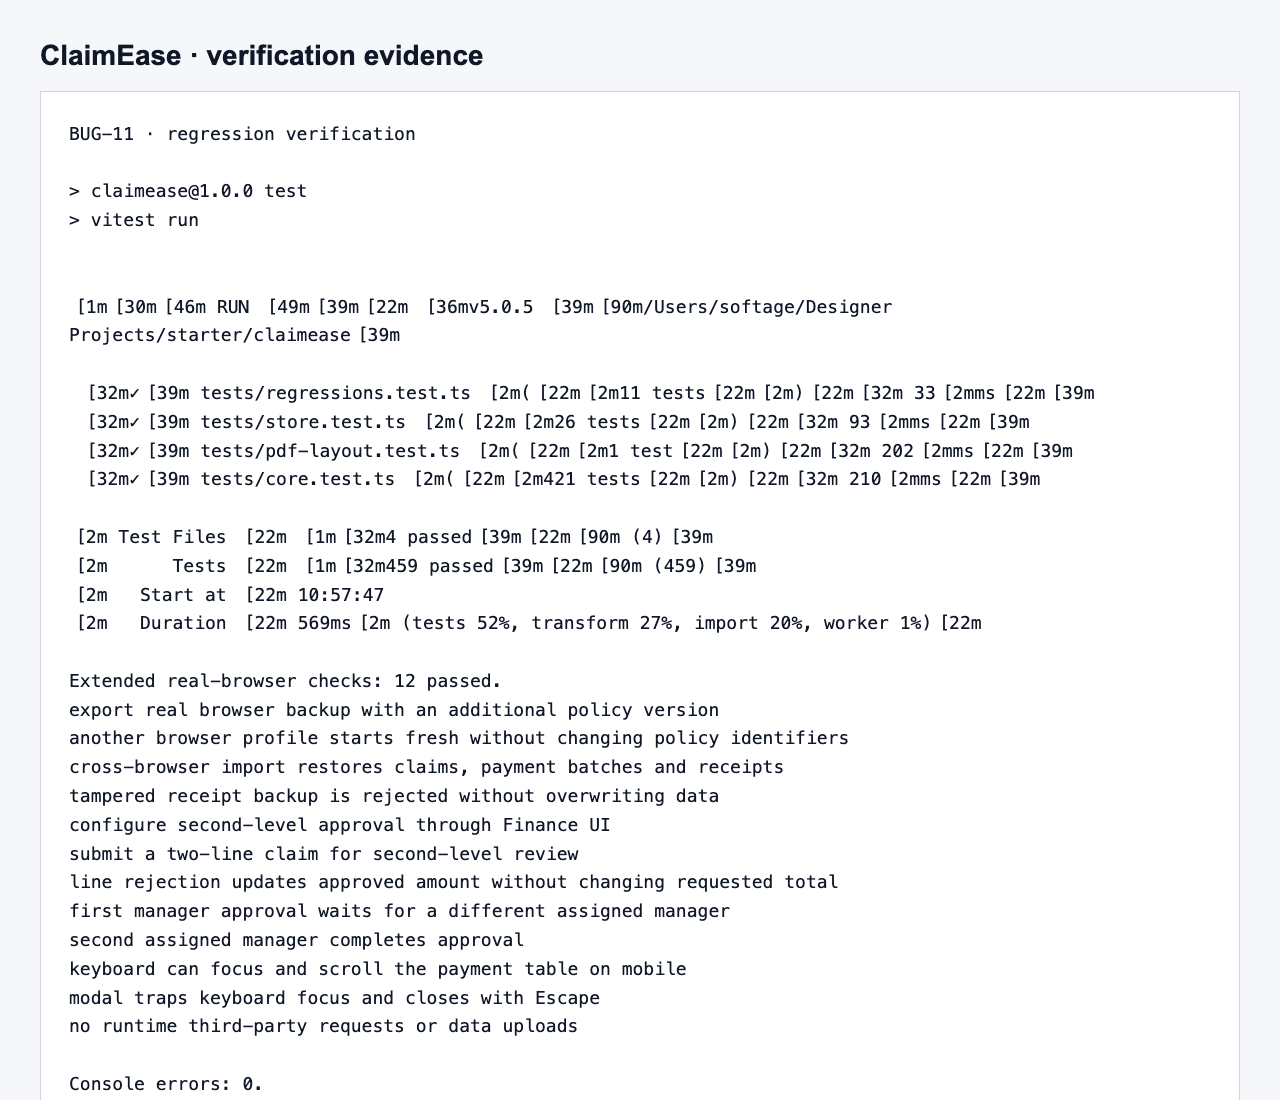 ClaimEase · verification evidence
BUG-11 · regression verification
> claimease@1.0.0 test
> vitest run
[1m [30m [46m RUN  [49m [39m [22m  [36mv5.0.5  [39m [90m/Users/softage/Designer
Projects/starter/claimease [39m
[32m✓ [39m tests/regressions.test.ts  [2m( [22m [2m11 tests [22m [2m) [22m [32m 33 [2mms [22m [39m
[32m✓ [39m tests/store.test.ts  [2m( [22m [2m26 tests [22m [2m) [22m [32m 93 [2mms [22m [39m
[32m✓ [39m tests/pdf-layout.test.ts  [2m( [22m [2m1 test [22m [2m) [22m [32m 202 [2mms [22m [39m
[32m✓ [39m tests/core.test.ts  [2m( [22m [2m421 tests [22m [2m) [22m [32m 210 [2mms [22m [39m
[2m Test Files  [22m  [1m [32m4 passed [39m [22m [90m (4) [39m
[2m      Tests  [22m  [1m [32m459 passed [39m [22m [90m (459) [39m
[2m   Start at  [22m 10:57:47
[2m   Duration  [22m 569ms [2m (tests 52%, transform 27%, import 20%, worker 1%) [22m
Extended real-browser checks: 12 passed.
export real browser backup with an additional policy version
another browser profile starts fresh without changing policy identifiers
cross-browser import restores claims, payment batches and receipts
tampered receipt backup is rejected without overwriting data
configure second-level approval through Finance UI
submit a two-line claim for second-level review
line rejection updates approved amount without changing requested total
first manager approval waits for a different assigned manager
second assigned manager completes approval
keyboard can focus and scroll the payment table on mobile
modal traps keyboard focus and closes with Escape
no runtime third-party requests or data uploads
Console errors: 0.